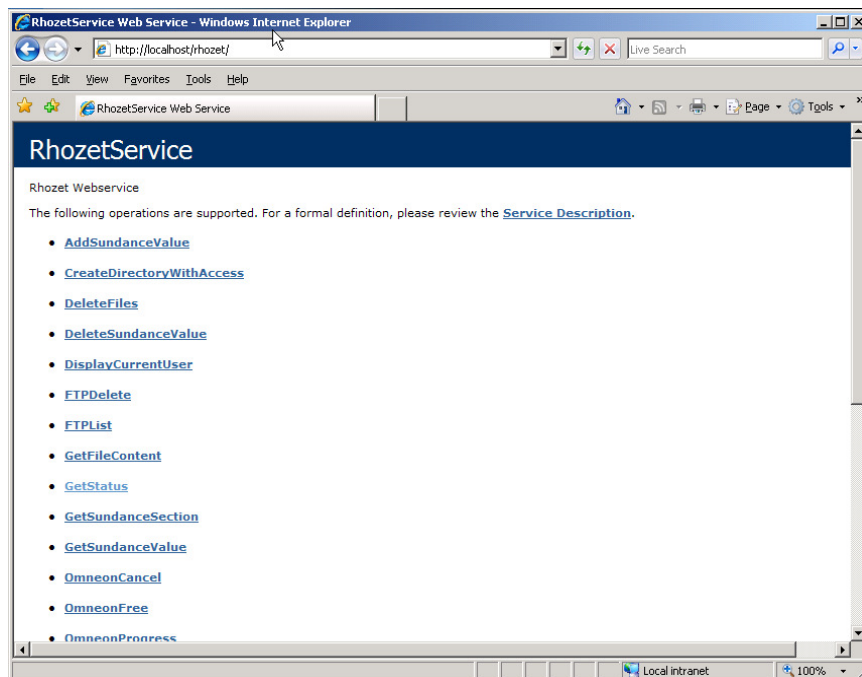 RhozetService Web Service - Windows Internet Explorer
http://localhost/rhozet/
Live Search
File Edit View Favorites Tools Help
RhozetService Web Service
Page Tools
RhozetService
Rhozet Webservice
The following operations are supported. For a formal definition, please review the Service Description.
• AddSundanceValue
• CreateDirectoryWithAccess
• DeleteFiles
• DeleteSundanceValue
• DisplayCurrentUser
• FTPDelete
• FTPList
• GetFileContent
• GetStatus
• GetSundanceSection
• GetSundanceValue
• OmneonCancel
• OmneonFree
• OmneonProgress
Local intranet
100%